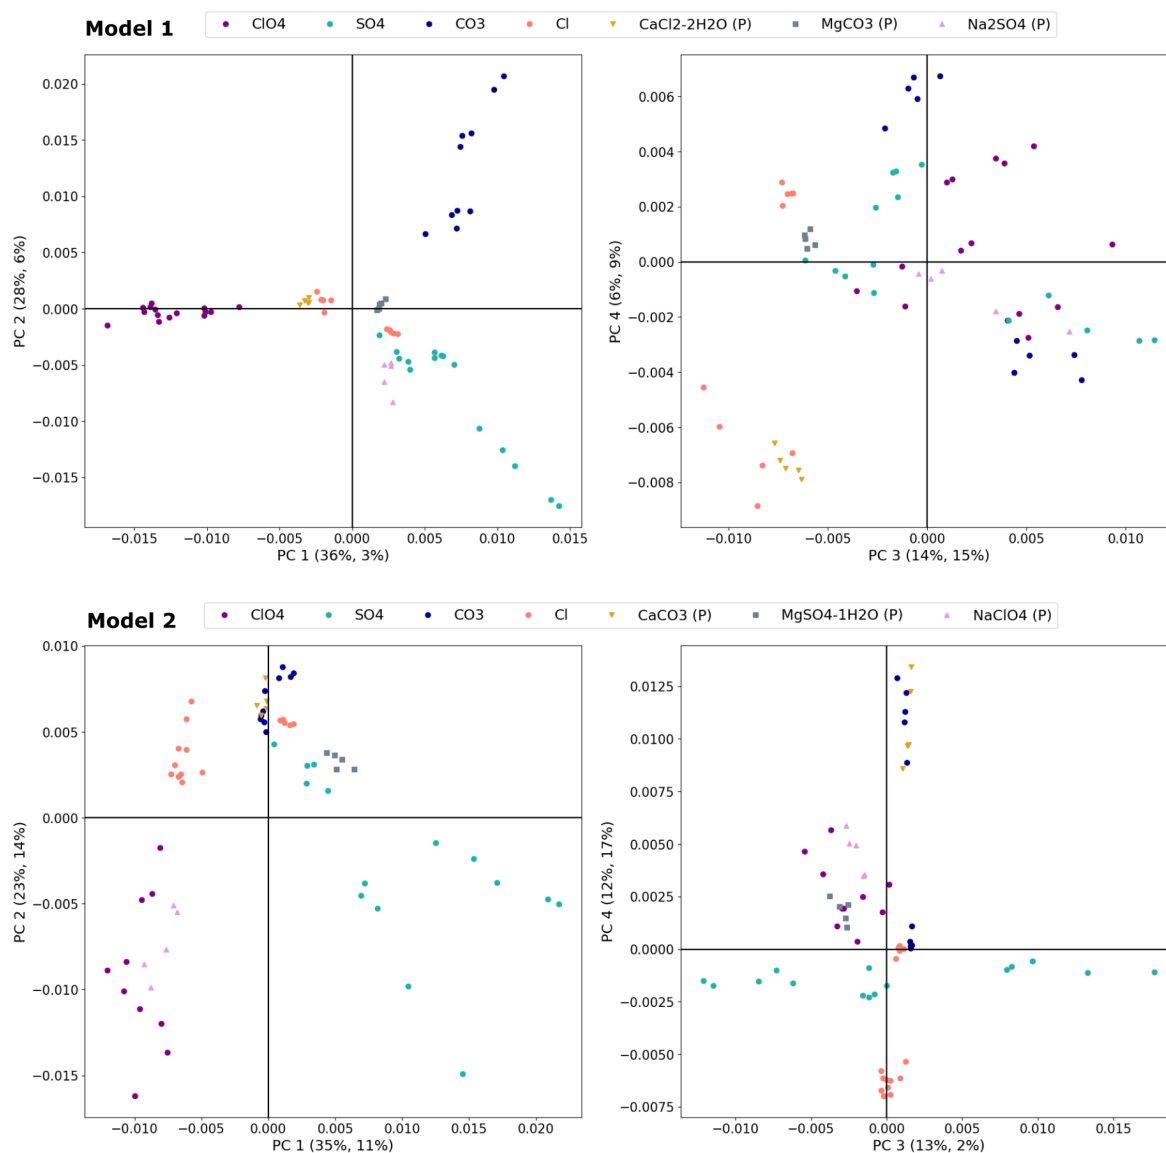 Model 1
ClO4 SO4 CO3 Cl CaCl2-2H2O (P) MgCO3 (P) Na2SO4 (P)
PC 2 (28%, 6%)
0.020
0.015
0.010
0.005
0.000
−0.005
−0.010
−0.015
−0.015 −0.010 −0.005 0.000 0.005 0.010 0.015
PC 1 (36%, 3%)
PC 4 (6%, 9%)
0.006
0.004
0.002
0.000
−0.002
−0.004
−0.006
−0.008
−0.010 −0.005 0.000 0.005 0.010
PC 3 (14%, 15%)
Model 2
ClO4 SO4 CO3 Cl CaCO3 (P) MgSO4-1H2O (P) NaClO4 (P)
PC 2 (23%, 14%)
0.010
0.005
0.000
−0.005
−0.010
−0.015
−0.010 −0.005 0.000 0.005 0.010 0.015 0.020
PC 1 (35%, 11%)
PC 4 (12%, 17%)
0.0125
0.0100
0.0075
0.0050
0.0025
0.0000
−0.0025
−0.0050
−0.0075
−0.010 −0.005 0.000 0.005 0.010 0.015
PC 3 (13%, 2%)